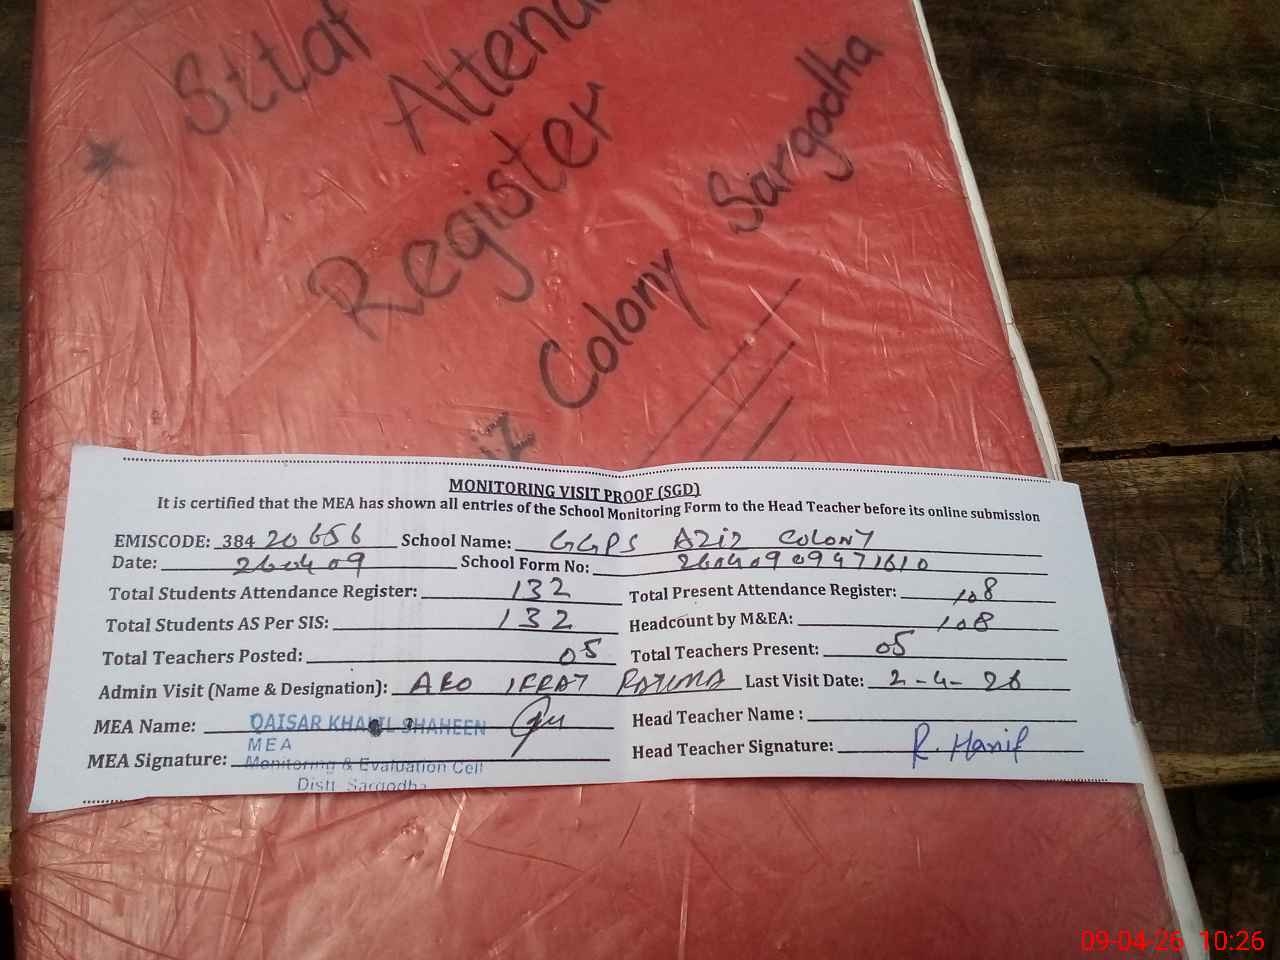 Sttaf
Attend
Register
Colony Sargodha
iz
MONITORING VISIT PROOF (SGD)
It is certified that the MEA has shown all entries of the School Monitoring Form to the Head Teacher before its online submission
EMISCODE: 384 20656 School Name: GGPS AZIZ COLONY
Date: 260409 School Form No: 26040909471610
Total Students Attendance Register: 132 Total Present Attendance Register: 108
Total Students AS Per SIS: 132 Headcount by M&EA: 108
Total Teachers Posted: 05 Total Teachers Present: 05
Admin Visit (Name & Designation): AEO IFFAT FATIMA Last Visit Date: 2-4-26
MEA Name: QAISAR KHALIL SHAHEEN Head Teacher Name :
MEA
MEA Signature: Monitoring & Evaluation Cell Head Teacher Signature: R. Hanif
Distt. Sargodha
09-04-26 10:26